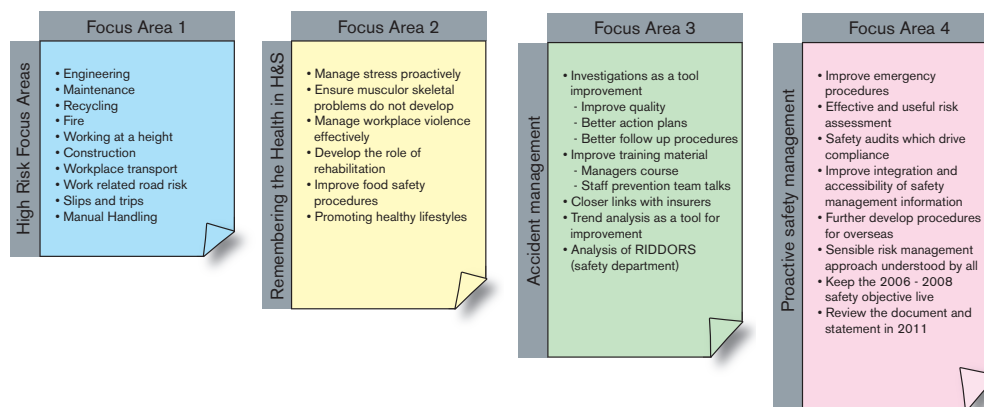 Focus Area 1
High Risk Focus Areas
• Engineering
• Maintenance
• Recycling
• Fire
• Working at a height
• Construction
• Workplace transport
• Work related road risk
• Slips and trips
• Manual Handling
Focus Area 2
Remembering the Health in H&S
• Manage stress proactively
• Ensure musculor skeletal
problems do not develop
• Manage workplace violence
effectively
• Develop the role of
rehabilitation
• Improve food safety
procedures
• Promoting healthy lifestyles
Focus Area 3
Accident management
• Investigations as a tool
improvement
- Improve quality
- Better action plans
- Better follow up procedures
• Improve training material
- Managers course
- Staff prevention team talks
• Closer links with insurers
• Trend analysis as a tool for
improvement
• Analysis of RIDDORS
(safety department)
Focus Area 4
Proactive safety management
• Improve emergency
procedures
• Effective and useful risk
assessment
• Safety audits which drive
compliance
• Improve integration and
accessibility of safety
management information
• Further develop procedures
for overseas
• Sensible risk management
approach understood by all
• Keep the 2006 - 2008
safety objective live
• Review the document and
statement in 2011